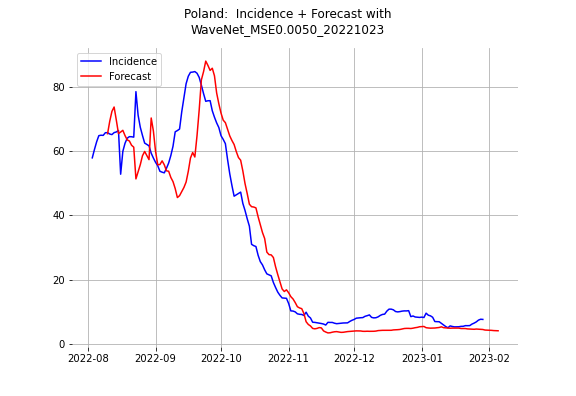 Poland:  Incidence + Forecast with
WaveNet_MSE0.0050_20221023
Incidence
Forecast
80
60
40
20
0
2022-08 2022-09 2022-10 2022-11 2022-12 2023-01 2023-02